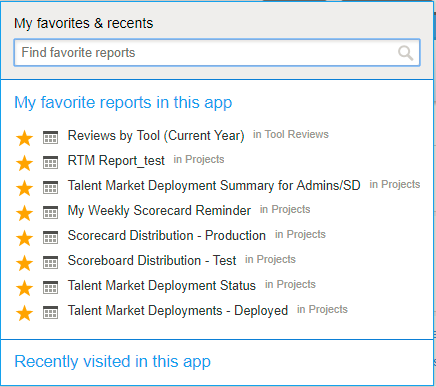 My favorites & recents
Find favorite reports
My favorite reports in this app
Reviews by Tool (Current Year) in Tool Reviews
RTM Report_test in Projects
Talent Market Deployment Summary for Admins/SD in Projects
My Weekly Scorecard Reminder in Projects
Scorecard Distribution - Production in Projects
Scoreboard Distribution - Test in Projects
Talent Market Deployment Status in Projects
Talent Market Deployments - Deployed in Projects
Recently visited in this app